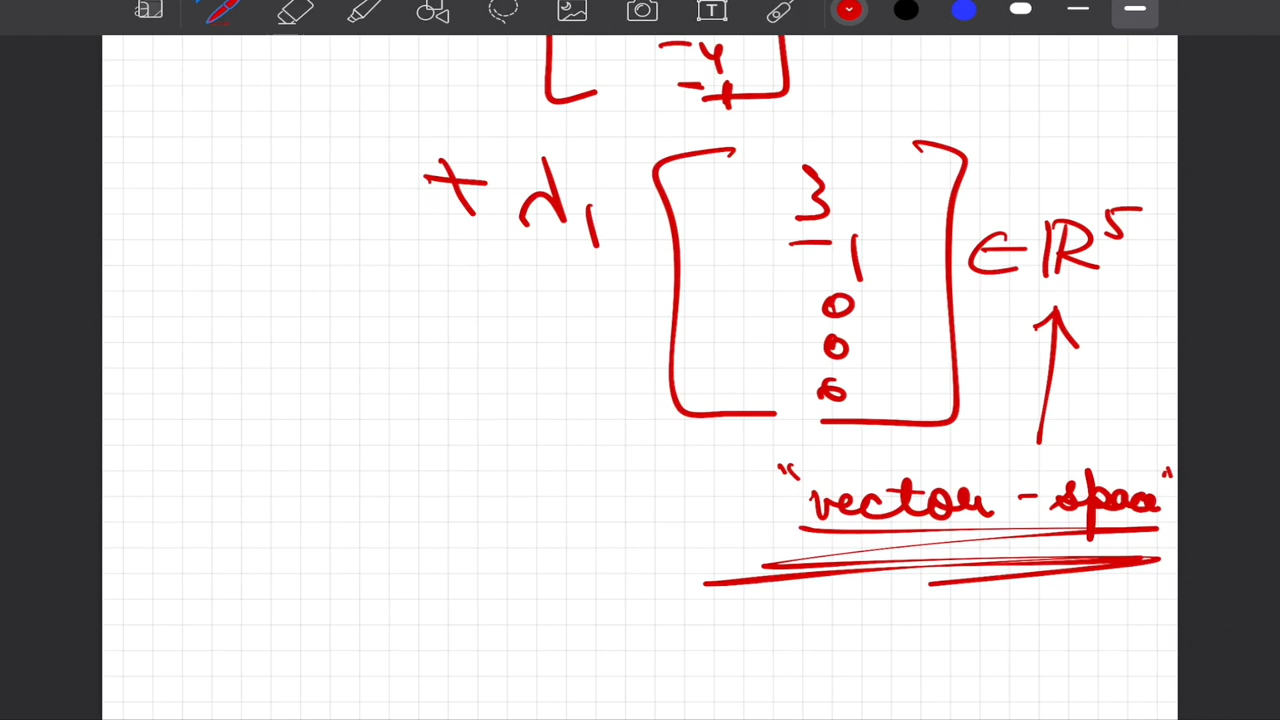 -4
-1
+ λ₁ [ 3
-1
0
0
0 ] ∈ ℝ⁵
"vector-space"